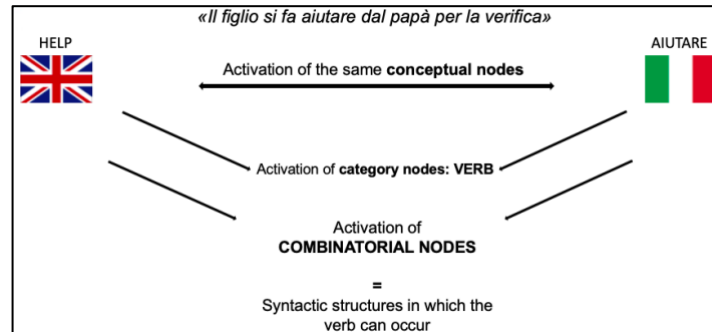 «Il figlio si fa aiutare dal papà per la verifica»
HELP
AIUTARE
Activation of the same conceptual nodes
Activation of category nodes: VERB
Activation of
COMBINATORIAL NODES
=
Syntactic structures in which the
verb can occur